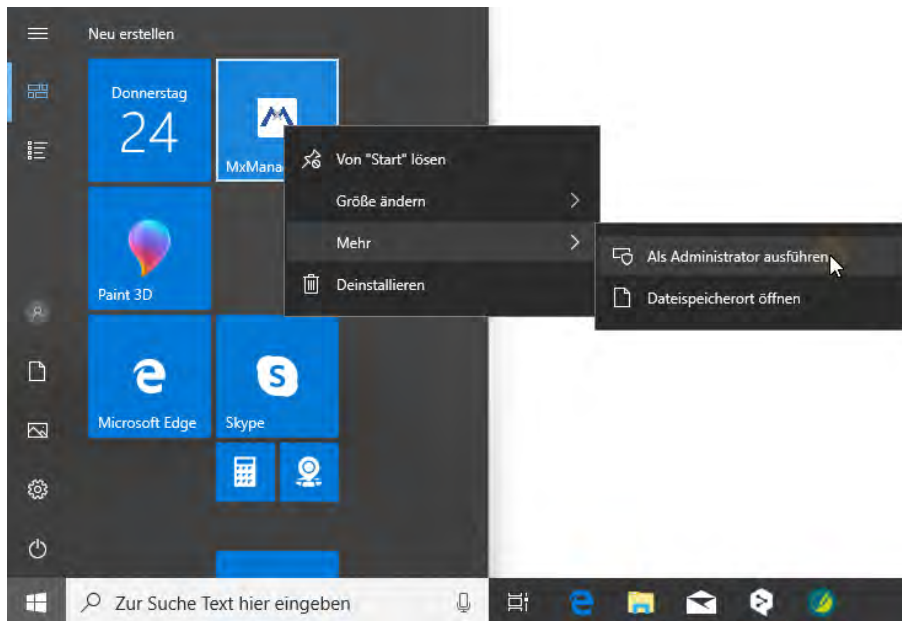 Neu erstellen
Donnerstag
24
MxMana
Von "Start" lösen
Größe ändern
Mehr
Als Administrator ausführen
Deinstallieren
Dateispeicherort öffnen
Paint 3D
Microsoft Edge
Skype
Zur Suche Text hier eingeben